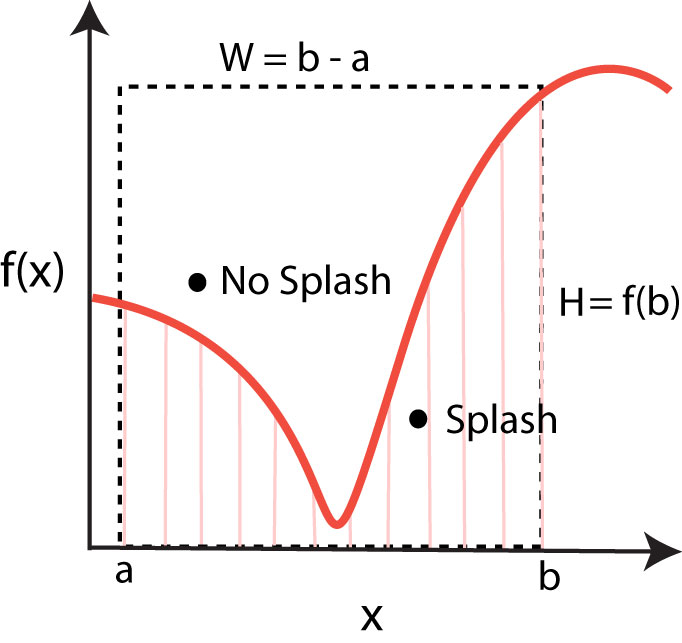 W = b - a
f(x)
No Splash
H= f(b)
Splash
a
b
x